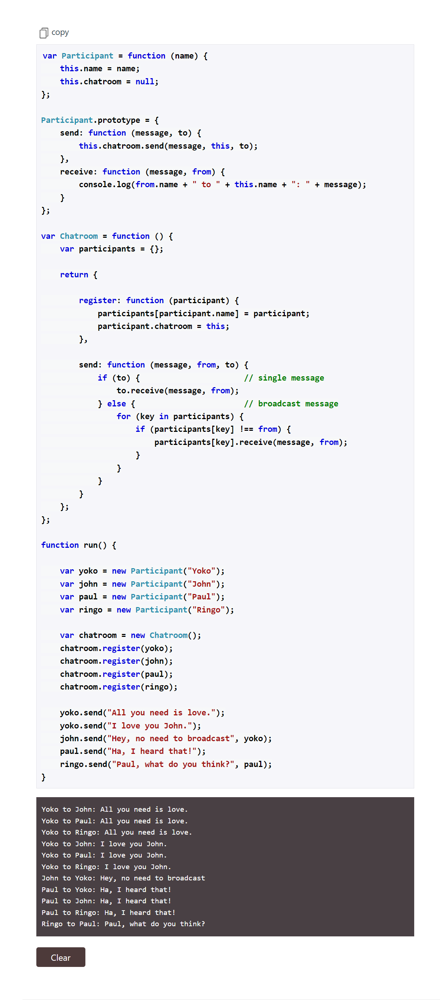 copy
var Participant = function (name) {
    this.name = name;
    this.chatroom = null;
};

Participant.prototype = {
    send: function (message, to) {
        this.chatroom.send(message, this, to);
    },
    receive: function (message, from) {
        console.log(from.name + " to " + this.name + ": " + message);
    }
};

var Chatroom = function () {
    var participants = {};

    return {

        register: function (participant) {
            participants[participant.name] = participant;
            participant.chatroom = this;
        },

        send: function (message, from, to) {
            if (to) {                      // single message
                to.receive(message, from);
            } else {                       // broadcast message
                for (key in participants) {
                    if (participants[key] !== from) {
                        participants[key].receive(message, from);
                    }
                }
            }
        }
    };
};

function run() {

    var yoko = new Participant("Yoko");
    var john = new Participant("John");
    var paul = new Participant("Paul");
    var ringo = new Participant("Ringo");

    var chatroom = new Chatroom();
    chatroom.register(yoko);
    chatroom.register(john);
    chatroom.register(paul);
    chatroom.register(ringo);

    yoko.send("All you need is love.");
    yoko.send("I love you John.");
    john.send("Hey, no need to broadcast", yoko);
    paul.send("Ha, I heard that!");
    ringo.send("Paul, what do you think?", paul);
}
Yoko to John: All you need is love.
Yoko to Paul: All you need is love.
Yoko to Ringo: All you need is love.
Yoko to John: I love you John.
Yoko to Paul: I love you John.
Yoko to Ringo: I love you John.
John to Yoko: Hey, no need to broadcast
Paul to Yoko: Ha, I heard that!
Paul to John: Ha, I heard that!
Paul to Ringo: Ha, I heard that!
Ringo to Paul: Paul, what do you think?
Clear